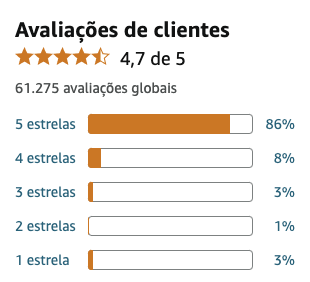 Avaliações de clientes
4,7 de 5
61.275 avaliações globais
5 estrelas 86%
4 estrelas 8%
3 estrelas 3%
2 estrelas 1%
1 estrela 3%